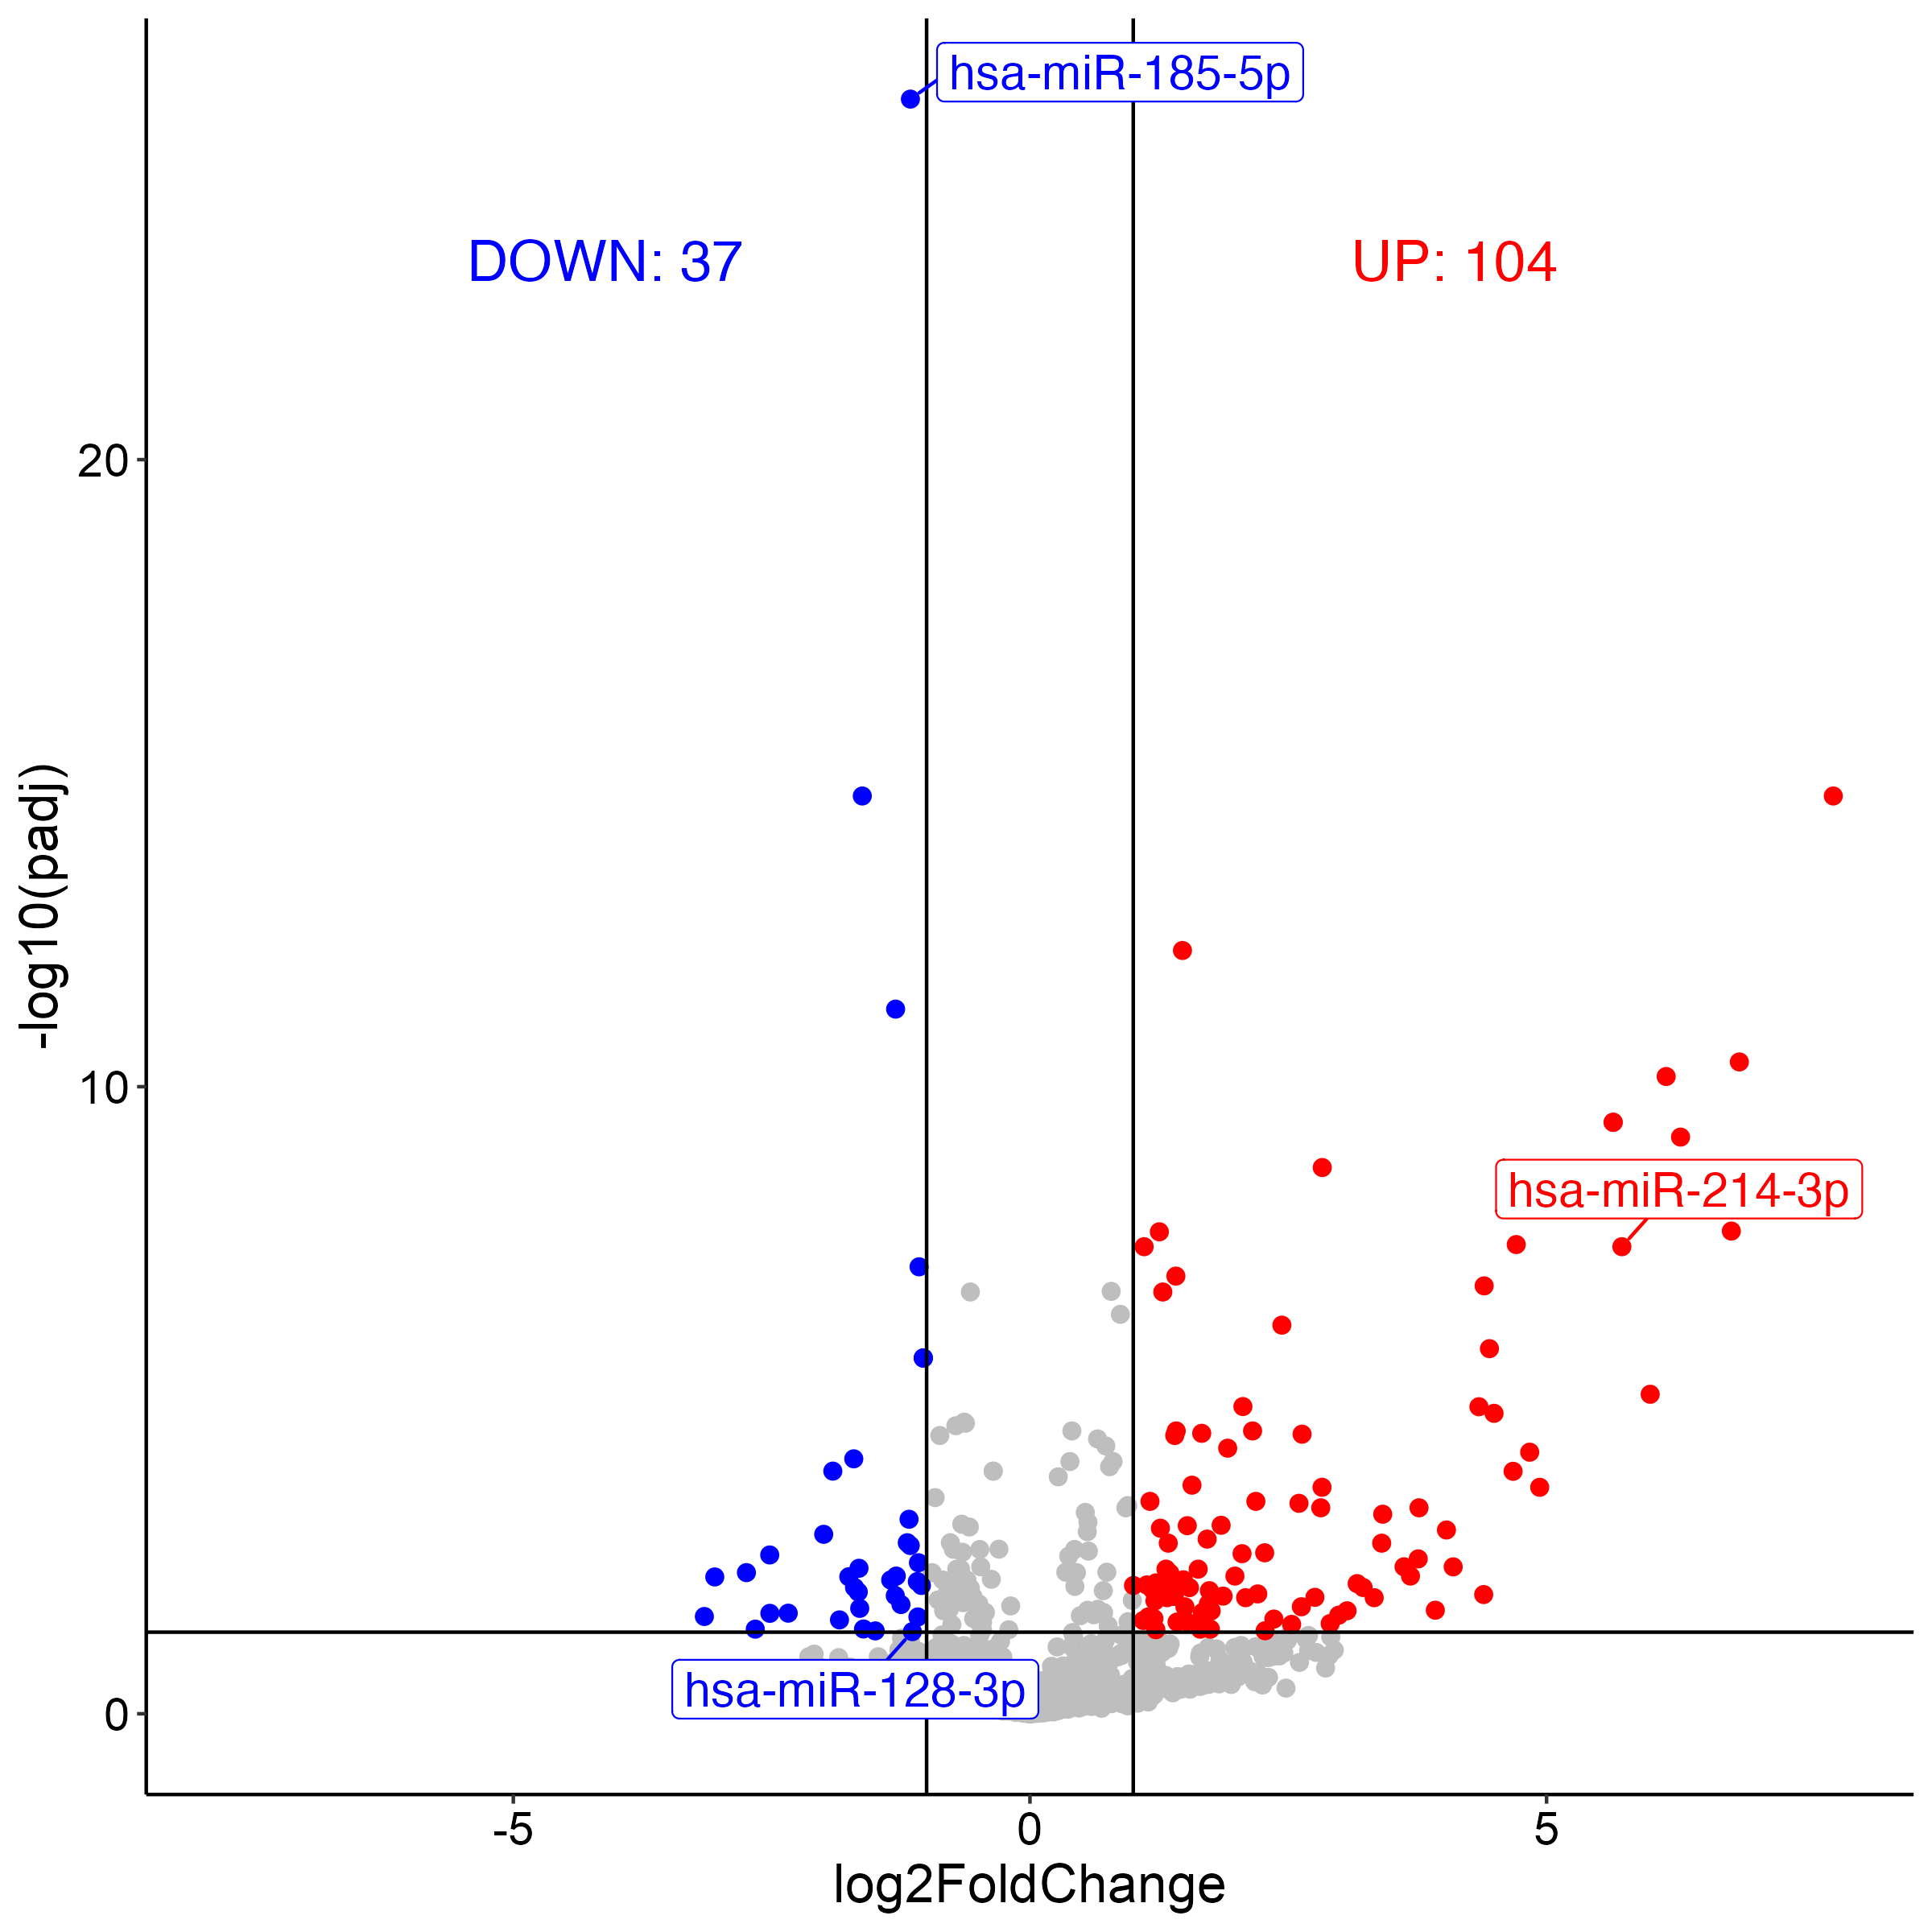 hsa-miR-185-5p
DOWN: 37
UP: 104
20
-log10(padj)
10
hsa-miR-214-3p
hsa-miR-128-3p
0
-5
0
5
log2FoldChange